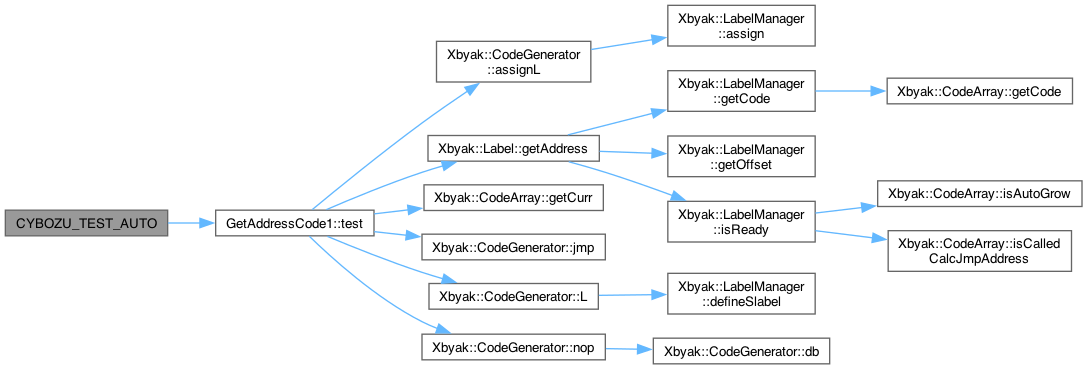 CYBOZU_TEST_AUTO
GetAddressCode1::test
Xbyak::CodeGenerator
::assignL
Xbyak::LabelManager
::assign
Xbyak::Label::getAddress
Xbyak::LabelManager
::getCode
Xbyak::CodeArray::getCode
Xbyak::LabelManager
::getOffset
Xbyak::LabelManager
::isReady
Xbyak::CodeArray::isAutoGrow
Xbyak::CodeArray::isCalled
CalcJmpAddress
Xbyak::CodeArray::getCurr
Xbyak::CodeGenerator::jmp
Xbyak::CodeGenerator::L
Xbyak::LabelManager
::defineSlabel
Xbyak::CodeGenerator::nop
Xbyak::CodeGenerator::db